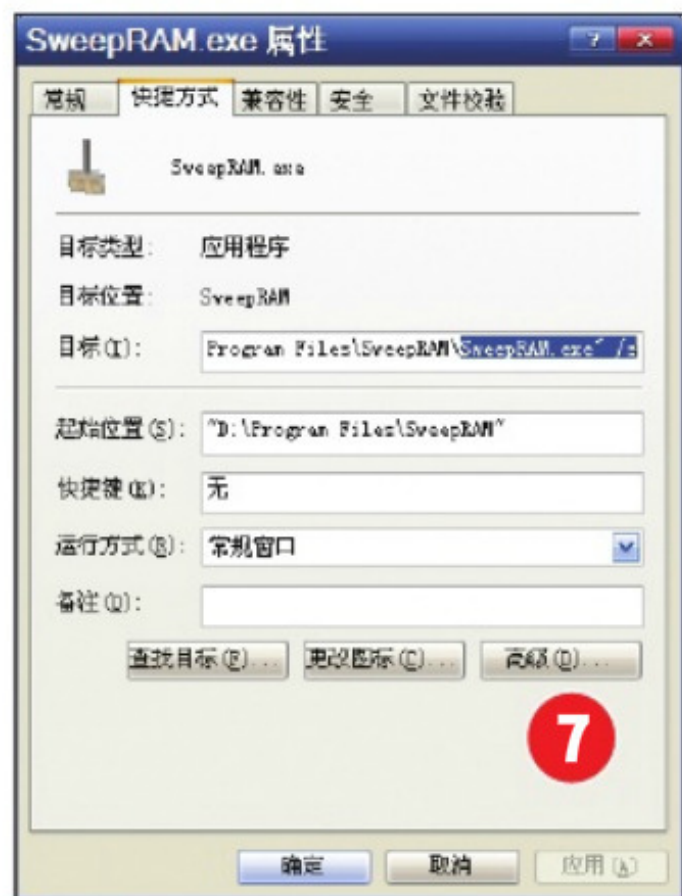 SweepRAM.exe 属性
常规 快捷方式 兼容性 安全 文件校验
SweepRAM.exe
目标类型: 应用程序
目标位置: SweepRAM
目标(T): Program Files\SweepRAM\SweepRAM.exe" /s
起始位置(S): "D:\Program Files\SweepRAM"
快捷键(K): 无
运行方式(R): 常规窗口
备注(O):
查找目标(F)... 更改图标(C)... 高级(D)...
7
确定 取消 应用(A)